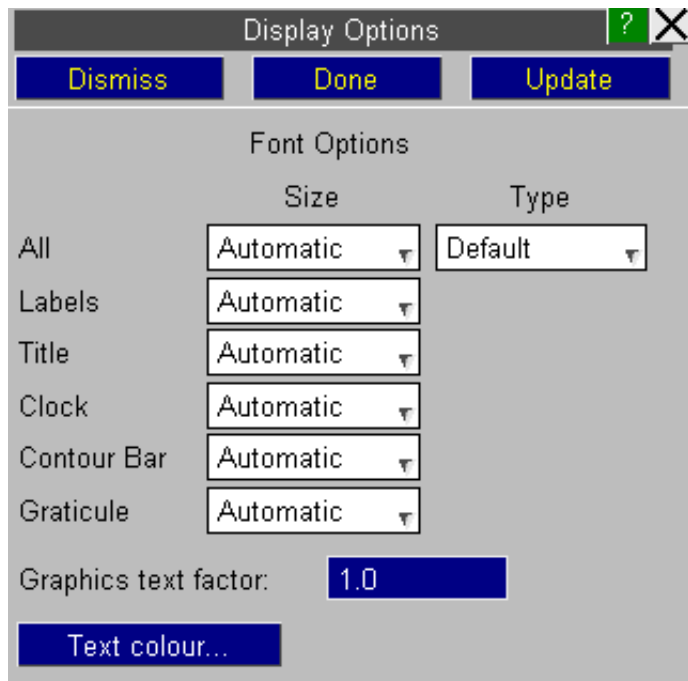 Display Options ?
Dismiss Done Update
Font Options
Size Type
All Automatic Default
Labels Automatic
Title Automatic
Clock Automatic
Contour Bar Automatic
Graticule Automatic
Graphics text factor: 1.0
Text colour...